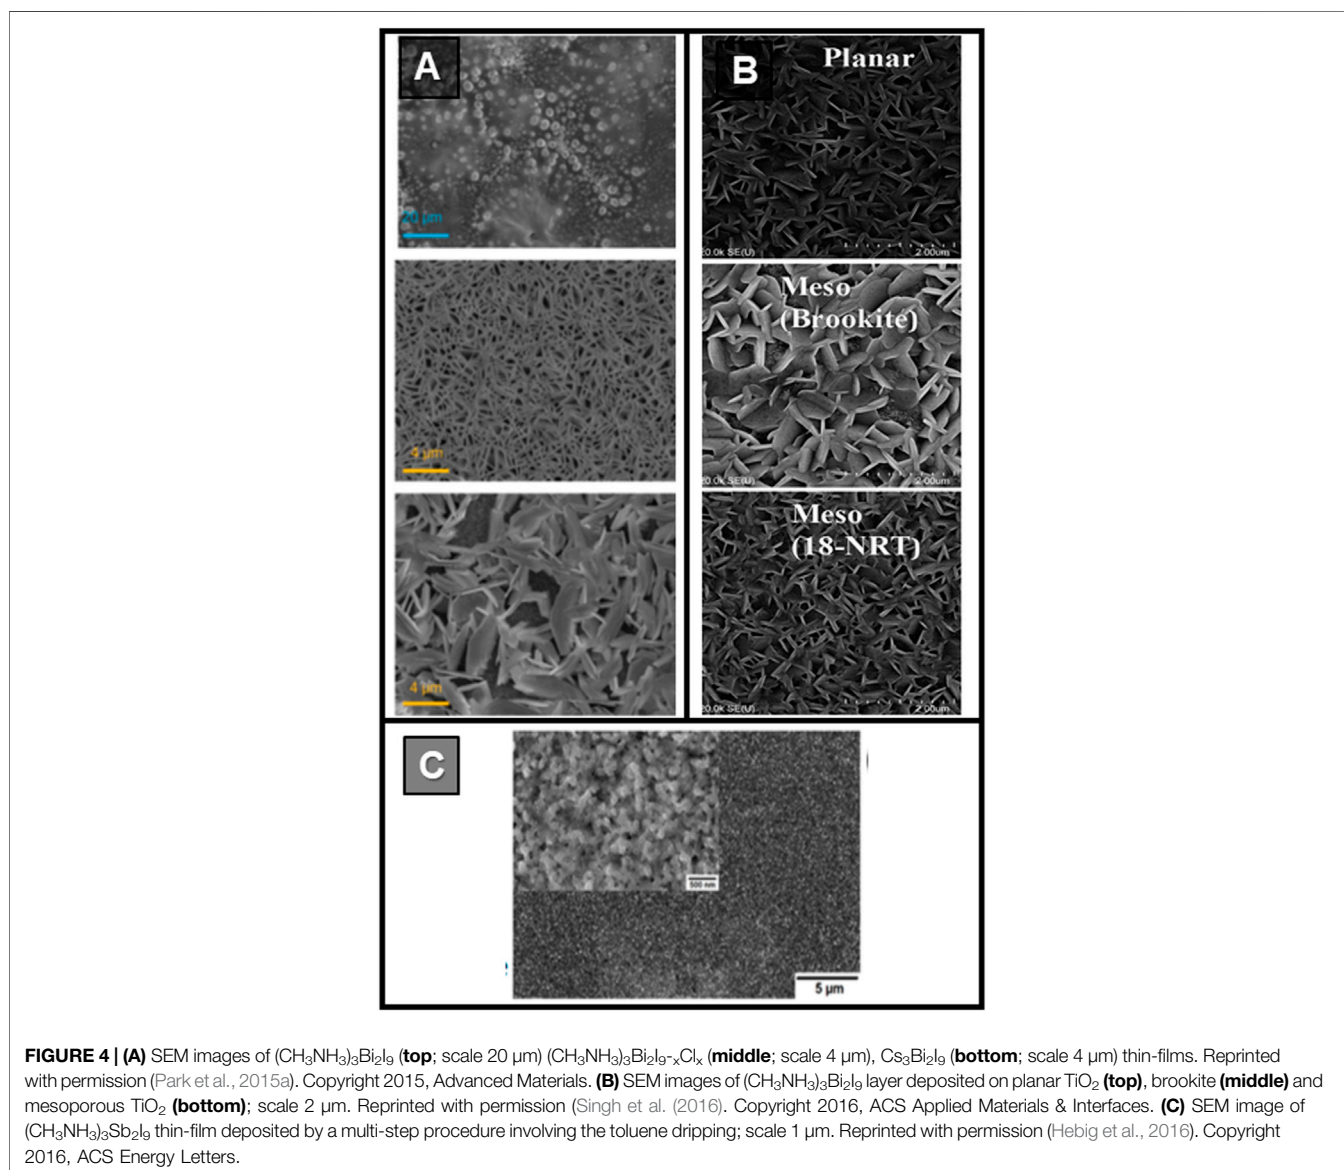 A
20 µm
4 µm
4 µm
B
Planar
20.0k SE(U)
2.00um
Meso
(Brookite)
20.0k SE(U)
2.00um
Meso
(18-NRT)
20.0k SE(U)
2.00um
C
500 nm
5 µm
FIGURE 4 | (A) SEM images of (CH₃NH₃)₃Bi₂I₉ (top; scale 20 µm) (CH₃NH₃)₃Bi₂I₉-ₓClₓ (middle; scale 4 µm), Cs₃Bi₂I₉ (bottom; scale 4 µm) thin-films. Reprinted
with permission (Park et al., 2015a). Copyright 2015, Advanced Materials. (B) SEM images of (CH₃NH₃)₃Bi₂I₉ layer deposited on planar TiO₂ (top), brookite (middle) and
mesoporous TiO₂ (bottom); scale 2 µm. Reprinted with permission (Singh et al. (2016). Copyright 2016, ACS Applied Materials & Interfaces. (C) SEM image of
(CH₃NH₃)₃Sb₂I₉ thin-film deposited by a multi-step procedure involving the toluene dripping; scale 1 µm. Reprinted with permission (Hebig et al., 2016). Copyright
2016, ACS Energy Letters.